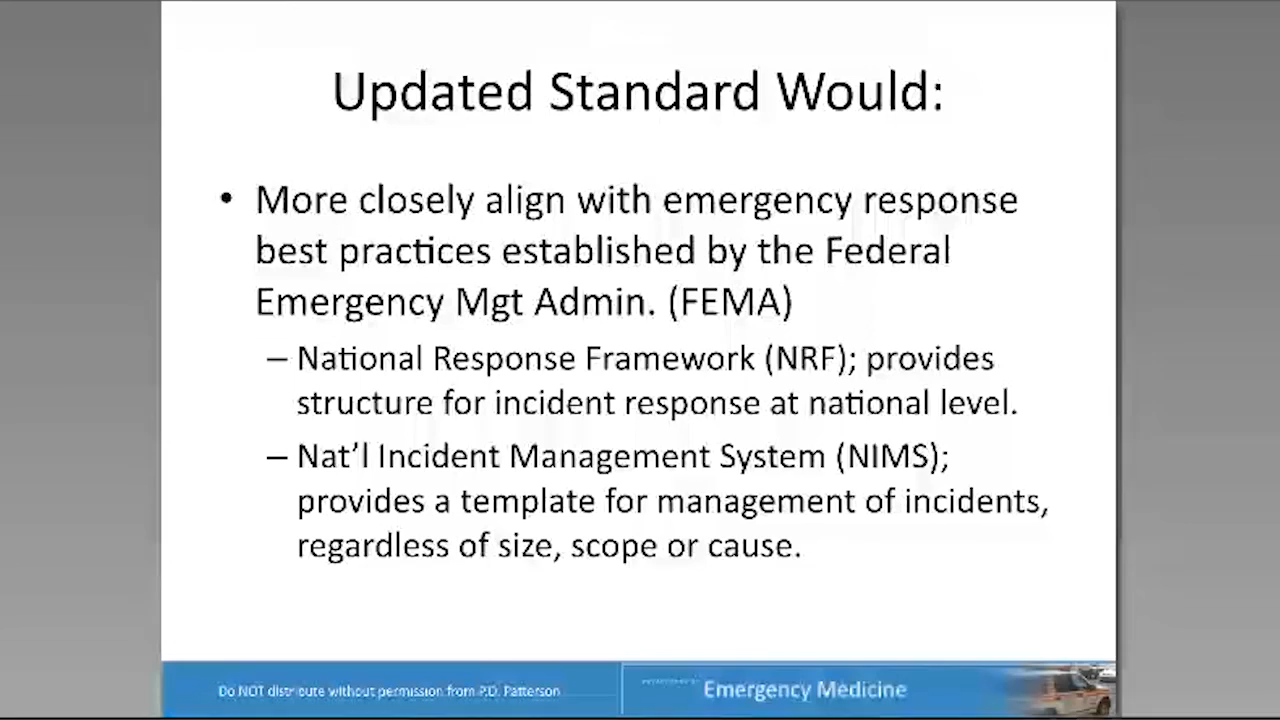 Updated Standard Would:
• More closely align with emergency response
best practices established by the Federal
Emergency Mgt Admin. (FEMA)
– National Response Framework (NRF); provides
structure for incident response at national level.
– Nat’l Incident Management System (NIMS);
provides a template for management of incidents,
regardless of size, scope or cause.
Do NOT distribute without permission from P.D. Patterson
Emergency Medicine